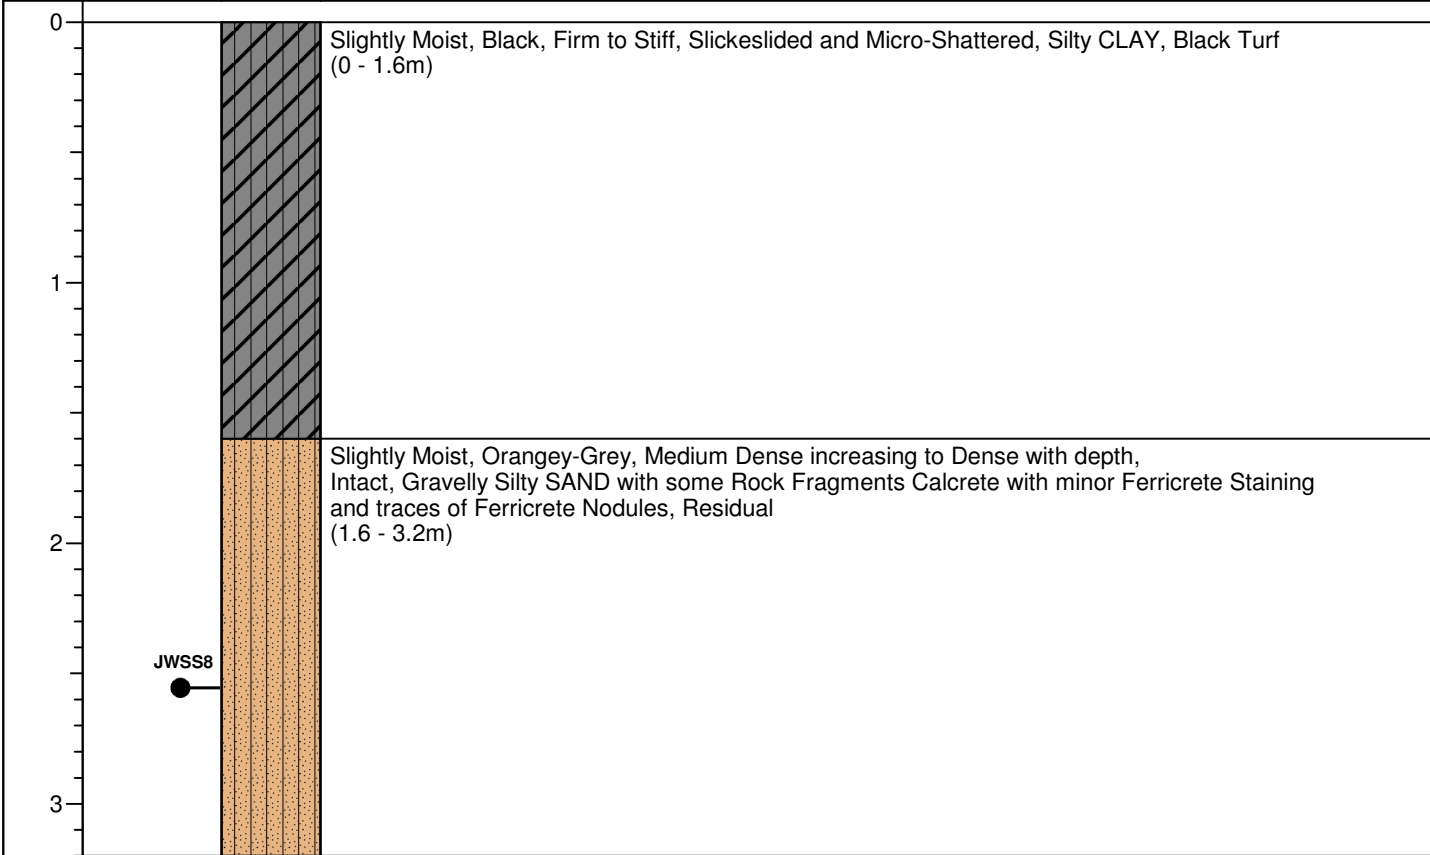 0
Slightly Moist, Black, Firm to Stiff, Slickeslided and Micro-Shattered, Silty CLAY, Black Turf
(0 - 1.6m)
1
Slightly Moist, Orangey-Grey, Medium Dense increasing to Dense with depth,
Intact, Gravelly Silty SAND with some Rock Fragments Calcrete with minor Ferricrete Staining
and traces of Ferricrete Nodules, Residual
(1.6 - 3.2m)
2
JWSS8
3